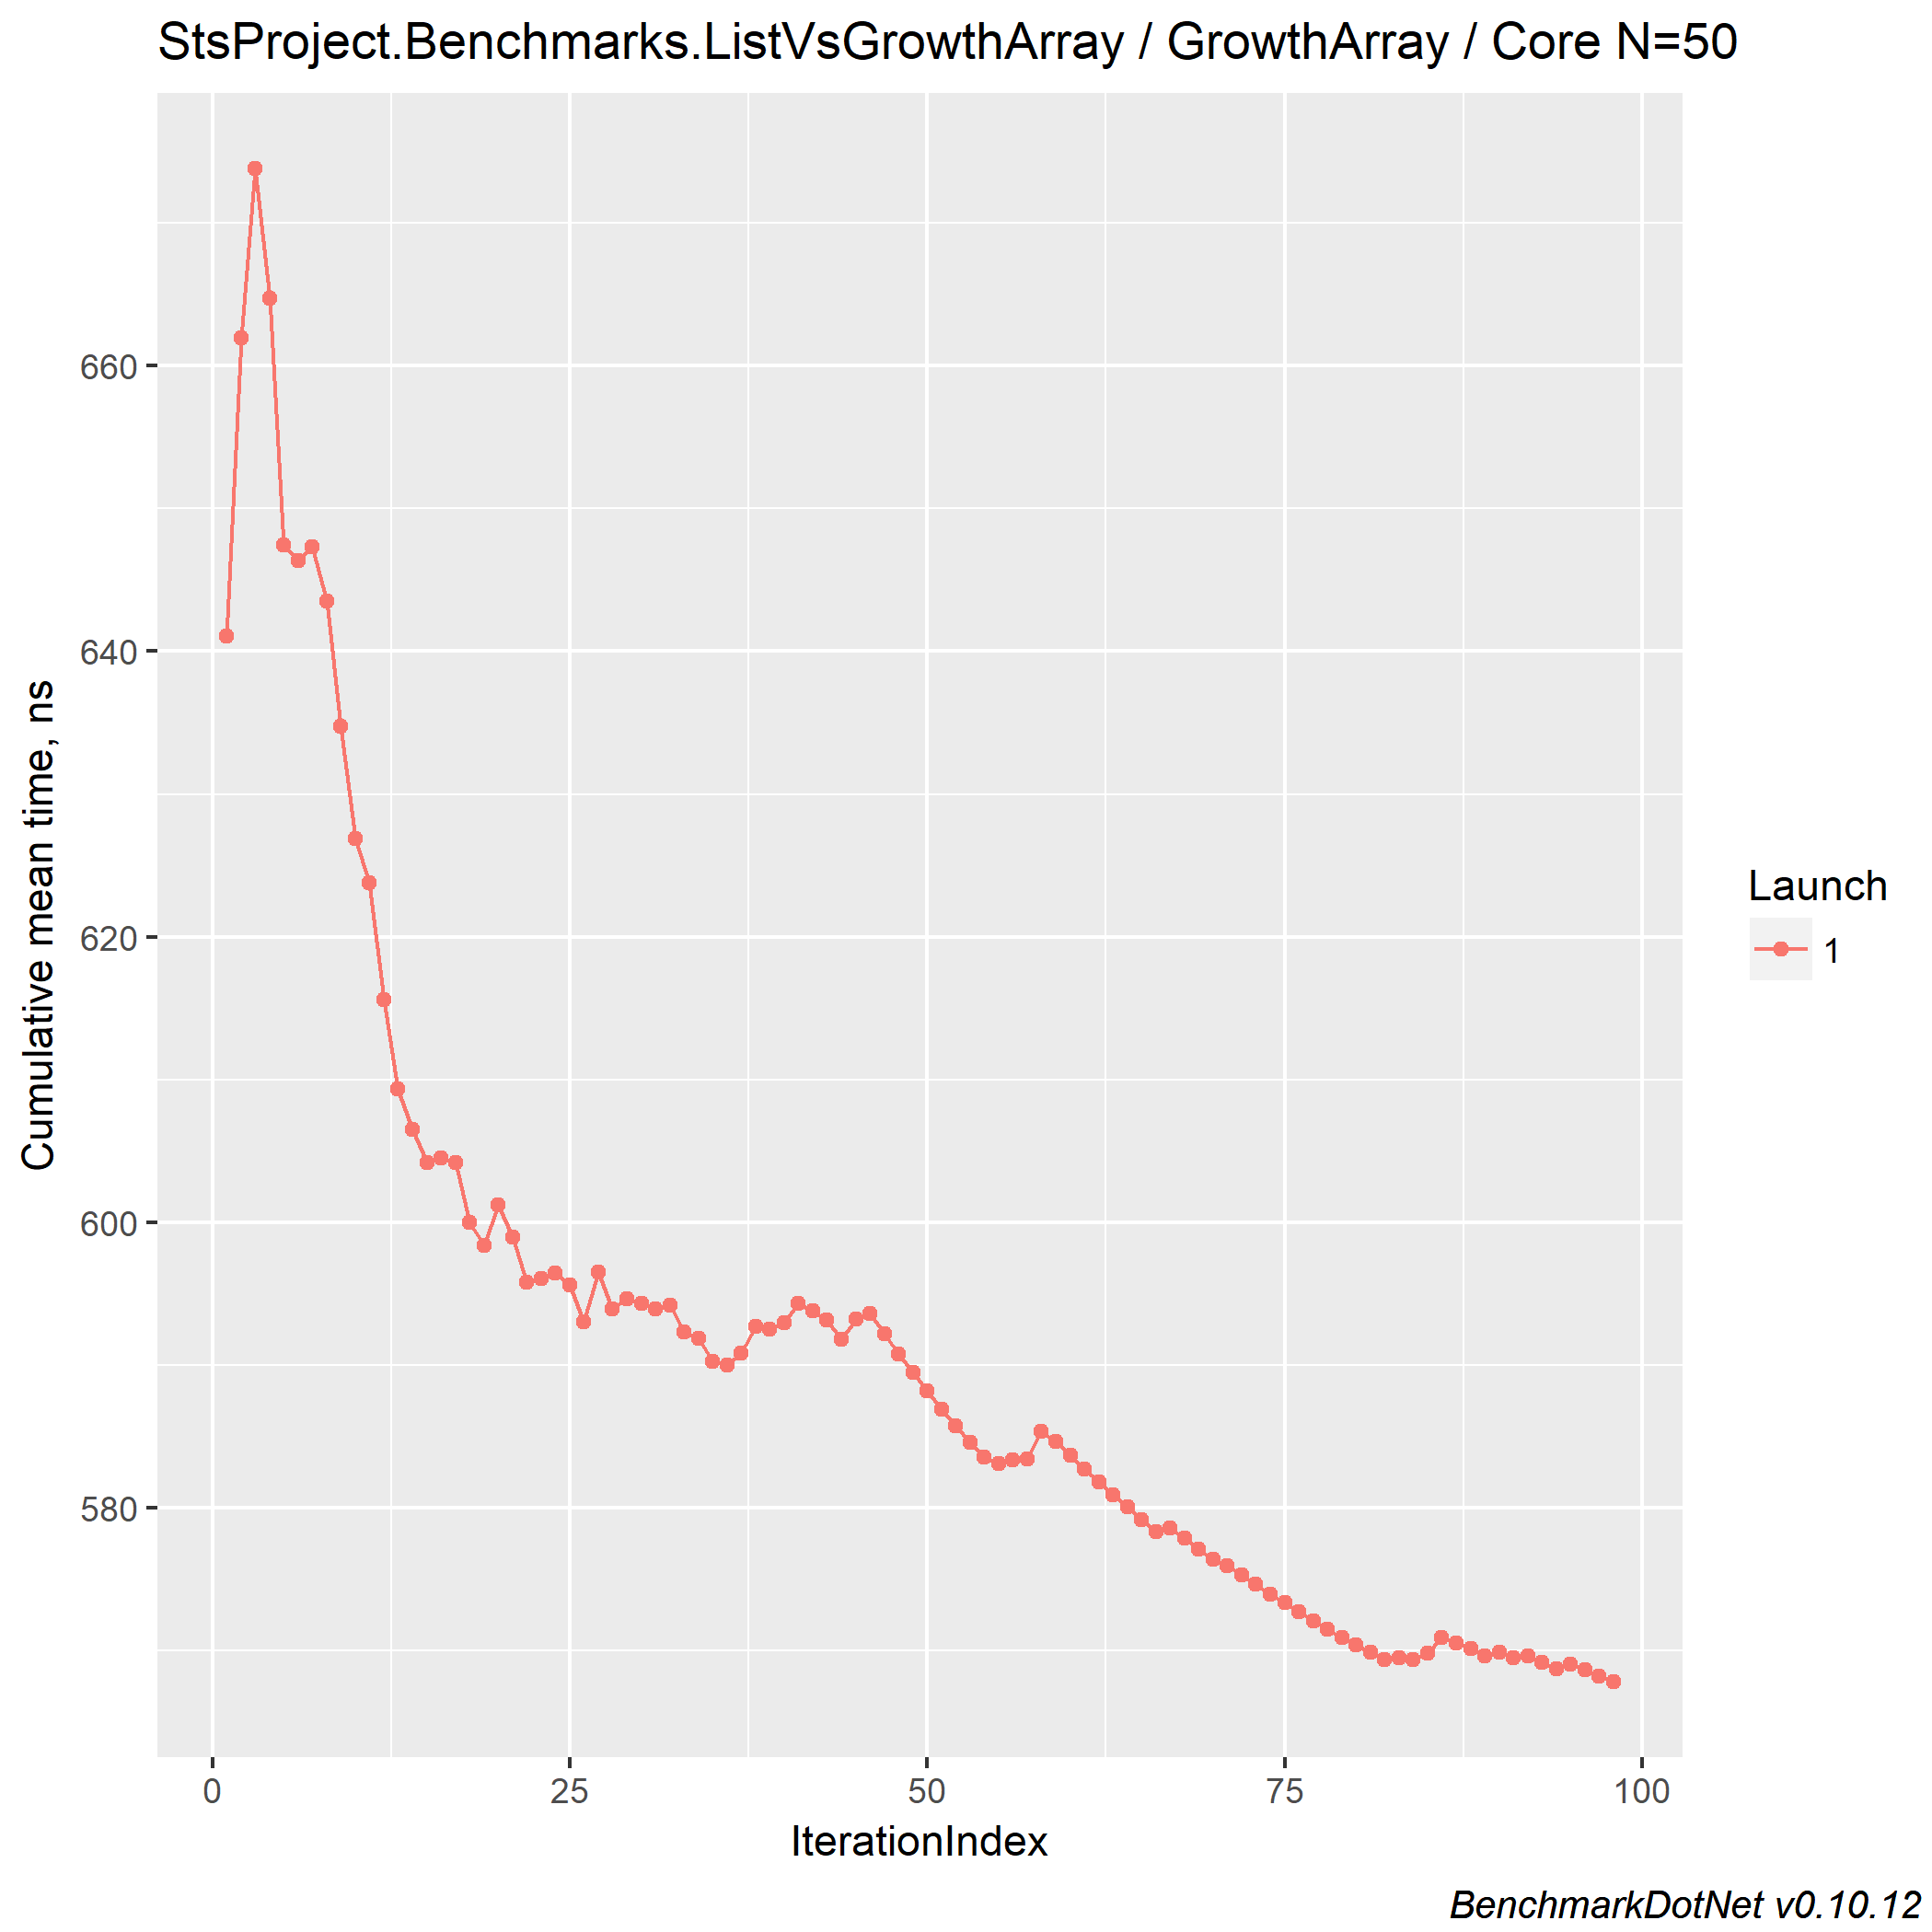 StsProject.Benchmarks.ListVsGrowthArray / GrowthArray / Core N=50
Cumulative mean time, ns
660
640
620
600
580
0 25 50 75 100
IterationIndex
Launch
1
BenchmarkDotNet v0.10.12